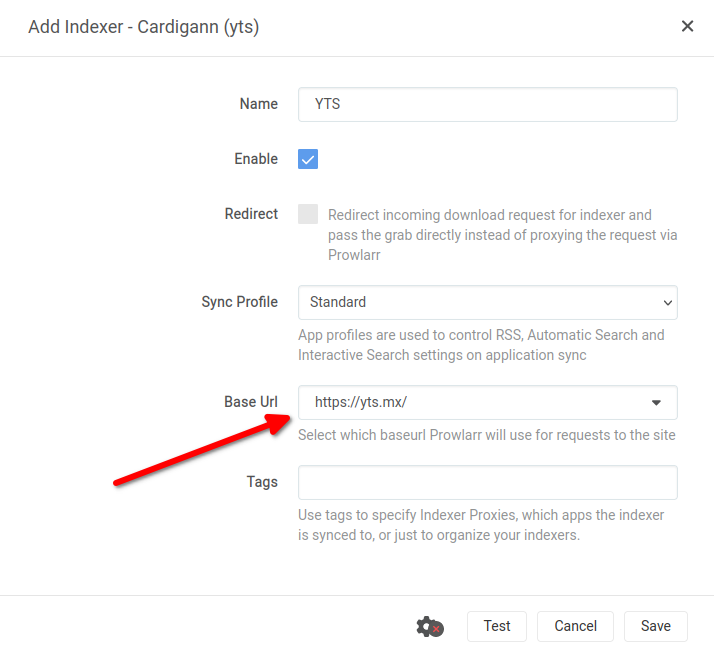 Add Indexer - Cardigann (yts)
Name
YTS
Enable
Redirect
Redirect incoming download request for indexer and
pass the grab directly instead of proxying the request via
Prowlarr
Sync Profile
Standard
App profiles are used to control RSS, Automatic Search and
Interactive Search settings on application sync
Base Url
https://yts.mx/
Select which baseurl Prowlarr will use for requests to the site
Tags
Use tags to specify Indexer Proxies, which apps the indexer
is synced to, or just to organize your indexers.
Test
Cancel
Save